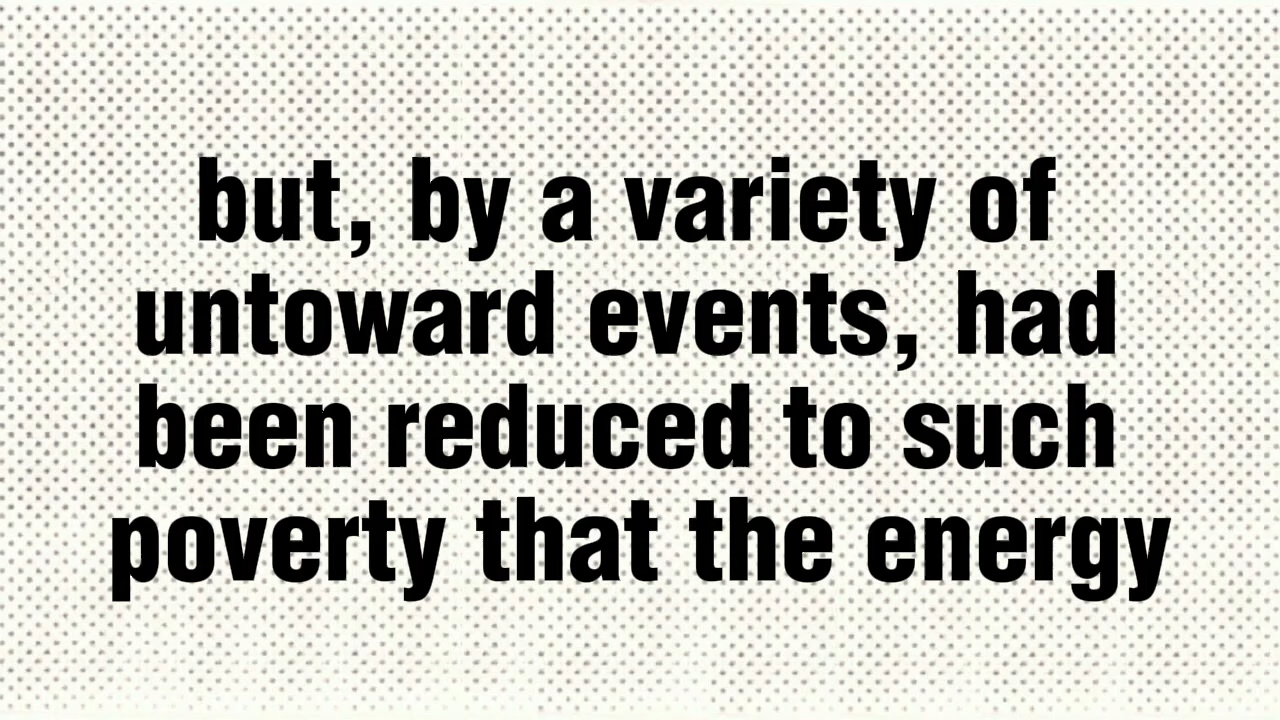 but, by a variety of
untoward events, had
been reduced to such
poverty that the energy